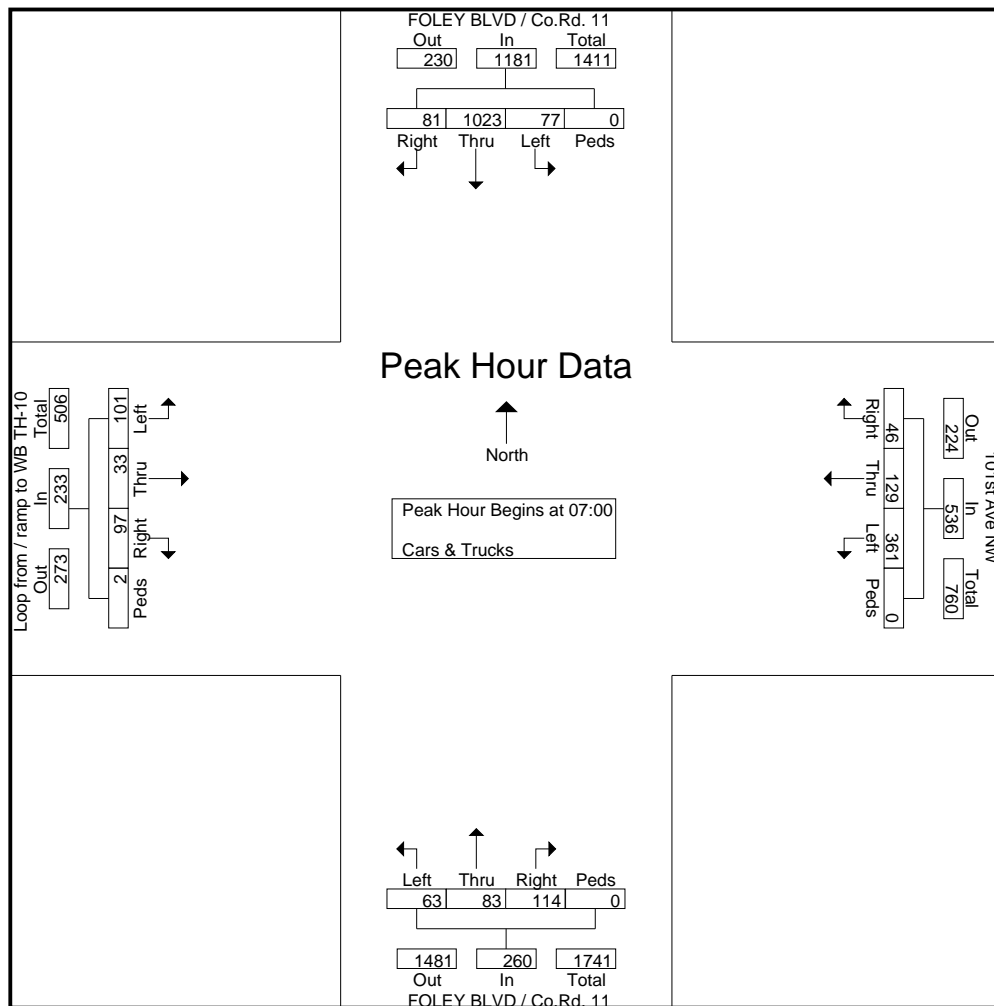 FOLEY BLVD / Co.Rd. 11
Out In Total
230 1181 1411
81 1023 77 0
Right Thru Left Peds
Peak Hour Data
North
Peak Hour Begins at 07:00
Cars & Trucks
Loop from / ramp to WB TH-10
Total In Out
506 233 273
101 33 97 2
Left Thru Right Peds
101st Ave NW
Out In Total
224 536 760
46 129 361 0
Right Thru Left Peds
Left Thru Right Peds
63 83 114 0
1481 260 1741
Out In Total
FOLEY BLVD / Co.Rd. 11